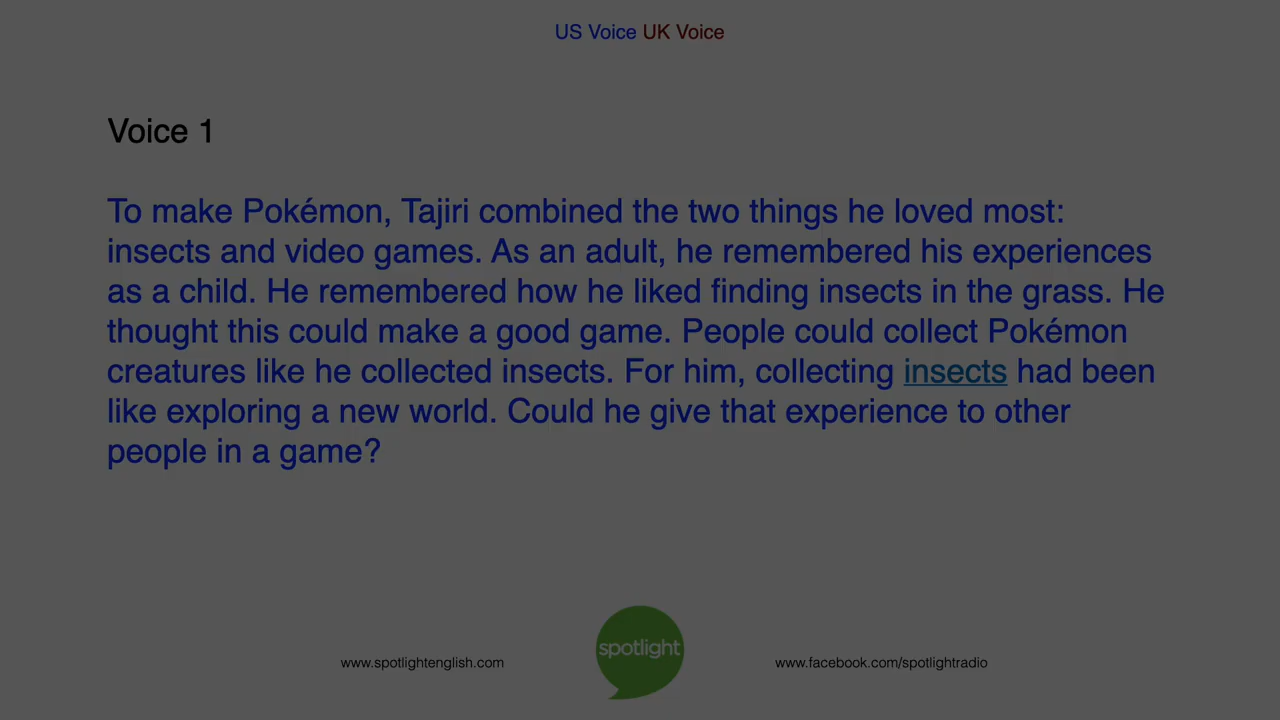 US Voice UK Voice
Voice 1
To make Pokémon, Tajiri combined the two things he loved most:
insects and video games. As an adult, he remembered his experiences
as a child. He remembered how he liked finding insects in the grass. He
thought this could make a good game. People could collect Pokémon
creatures like he collected insects. For him, collecting insects had been
like exploring a new world. Could he give that experience to other
people in a game?
spotlight
www.spotlightenglish.com
www.facebook.com/spotlightradio